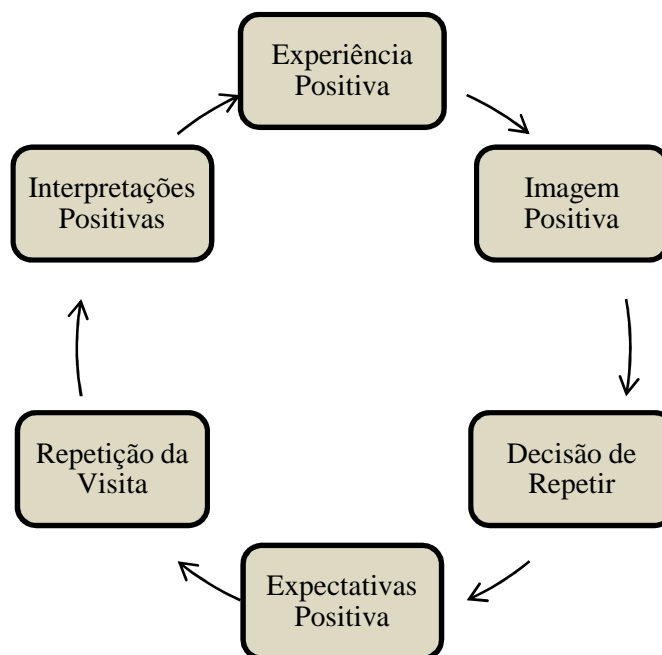 Experiência
Positiva
Imagem
Positiva
Decisão de
Repetir
Expectativas
Positiva
Repetição da
Visita
Interpretações
Positivas